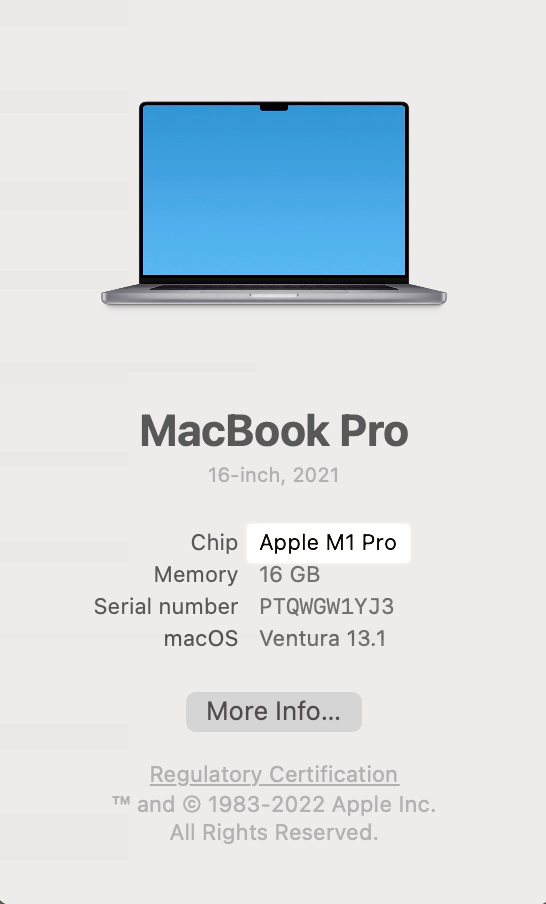 MacBook Pro
16-inch, 2021
Chip Apple M1 Pro
Memory 16 GB
Serial number PTQWGW1YJ3
macOS Ventura 13.1
More Info...
Regulatory Certification
™ and © 1983-2022 Apple Inc.
All Rights Reserved.